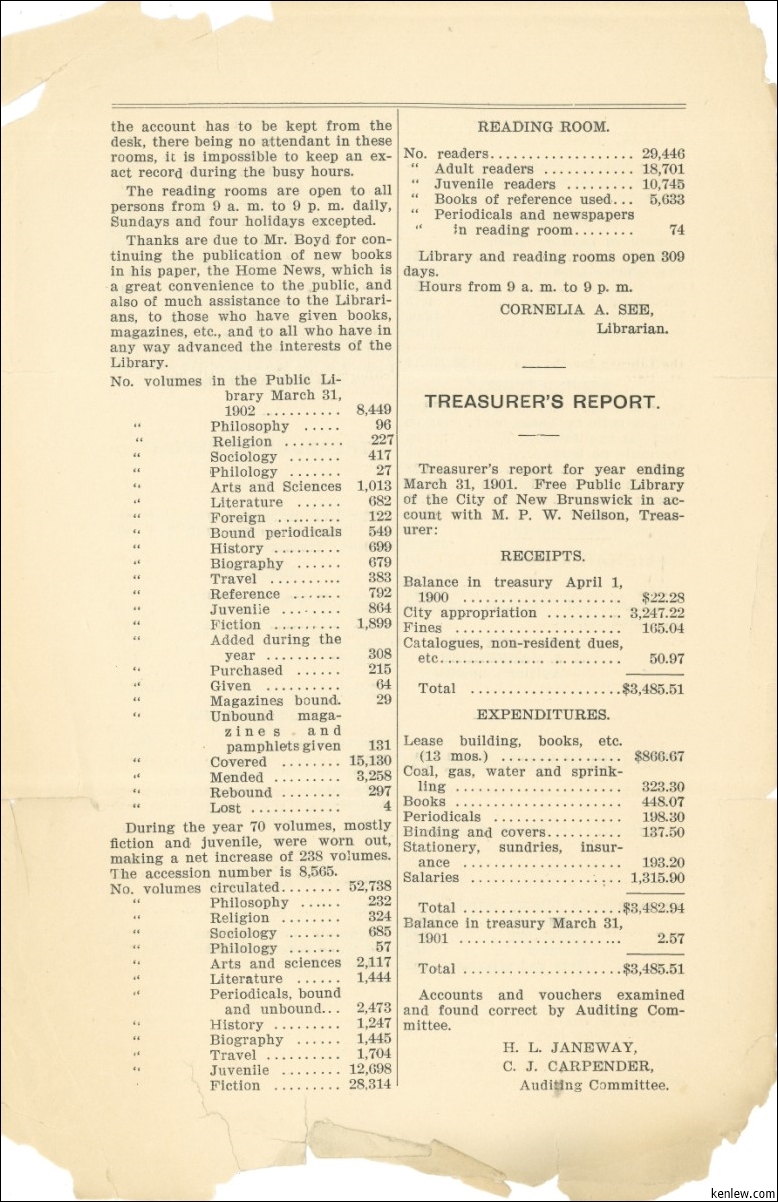 the account has to be kept from the
desk, there being no attendant in these
rooms, it is impossible to keep an ex-
act record during the busy hours.
The reading rooms are open to all
persons from 9 a. m. to 9 p. m. daily,
Sundays and four holidays excepted.
Thanks are due to Mr. Boyd for con-
tinuing the publication of new books
in his paper, the Home News, which is
a great convenience to the public, and
also of much assistance to the Librari-
ans, to those who have given books,
magazines, etc., and to all who have in
any way advanced the interests of the
Library.
No. volumes in the Public Li-
brary March 31,
1902 .......... 8,449
“ Philosophy ..... 96
“ Religion ........ 227
“ Sociology ....... 417
“ Philology ....... 27
“ Arts and Sciences 1,013
“ Literature ...... 682
“ Foreign ......... 122
“ Bound periodicals 549
“ History ......... 699
“ Biography ...... 679
“ Travel .......... 383
“ Reference ....... 792
“ Juvenile ........ 864
“ Fiction ......... 1,899
“ Added during the
year .......... 308
“ Purchased ...... 215
“ Given .......... 64
“ Magazines bound. 29
“ Unbound maga-
zines and
pamphlets given 131
“ Covered ........ 15,130
“ Mended ......... 3,258
“ Rebound ........ 297
“ Lost ............ 4
During the year 70 volumes, mostly
fiction and juvenile, were worn out,
making a net increase of 238 volumes.
The accession number is 8,565.
No. volumes circulated........ 52,738
“ Philosophy ...... 232
“ Religion ........ 324
“ Sociology ....... 685
“ Philology ....... 57
“ Arts and sciences 2,117
“ Literature ...... 1,444
“ Periodicals, bound
and unbound... 2,473
“ History ......... 1,247
“ Biography ...... 1,445
“ Travel .......... 1,704
“ Juvenile ........ 12,698
Fiction ......... 28,314
READING ROOM.
No. readers................... 29,446
“ Adult readers ............ 18,701
“ Juvenile readers ......... 10,745
“ Books of reference used... 5,633
“ Periodicals and newspapers
“ in reading room........ 74
Library and reading rooms open 309
days.
Hours from 9 a. m. to 9 p. m.
CORNELIA A. SEE,
Librarian.
TREASURER'S REPORT.
Treasurer's report for year ending
March 31, 1901. Free Public Library
of the City of New Brunswick in ac-
count with M. P. W. Neilson, Treas-
urer:
RECEIPTS.
Balance in treasury April 1,
1900 ...................... $22.28
City appropriation .......... 3,247.22
Fines ....................... 165.04
Catalogues, non-resident dues,
etc.............. ......... 50.97
Total .....................$3,485.51
EXPENDITURES.
Lease building, books, etc.
(13 mos.) ................ $866.67
Coal, gas, water and sprink-
ling ...................... 323.30
Books ....................... 448.07
Periodicals .................. 198.30
Binding and covers.......... 137.50
Stationery, sundries, insur-
ance ...................... 193.20
Salaries ..................... 1,315.90
Total .....................$3,482.94
Balance in treasury March 31,
1901 ....................... 2.57
Total .....................$3,485.51
Accounts and vouchers examined
and found correct by Auditing Com-
mittee.
H. L. JANEWAY,
C. J. CARPENDER,
Auditing Committee.
kenlew.com